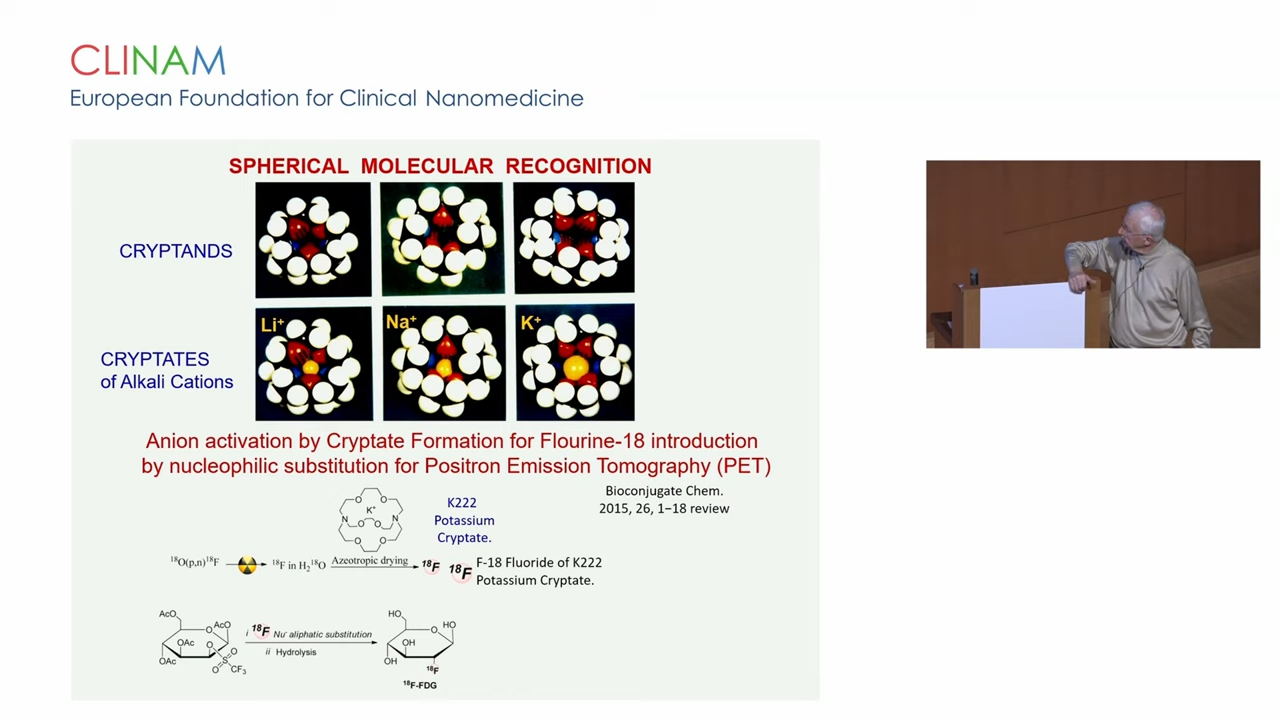 CLINAM
European Foundation for Clinical Nanomedicine
SPHERICAL MOLECULAR RECOGNITION
CRYPTANDS
Li⁺
Na⁺
K⁺
CRYPTATES
of Alkali Cations
Anion activation by Cryptate Formation for Flourine-18 introduction
by nucleophilic substitution for Positron Emission Tomography (PET)
Bioconjugate Chem.
2015, 26, 1−18 review
K⁺
N
N
O
O
O
O
O
O
K222
Potassium
Cryptate.
¹⁸O(p,n)¹⁸F
¹⁸F in H₂¹⁸O
Azeotropic drying
¹⁸F
¹⁸F
F-18 Fluoride of K222
Potassium Cryptate.
AcO
O
AcO
OAc
OAc
O
S
O
O
CF₃
i ¹⁸F Nu⁻ aliphatic substitution
ii Hydrolysis
HO
O
HO
OH
OH
¹⁸F
¹⁸F-FDG